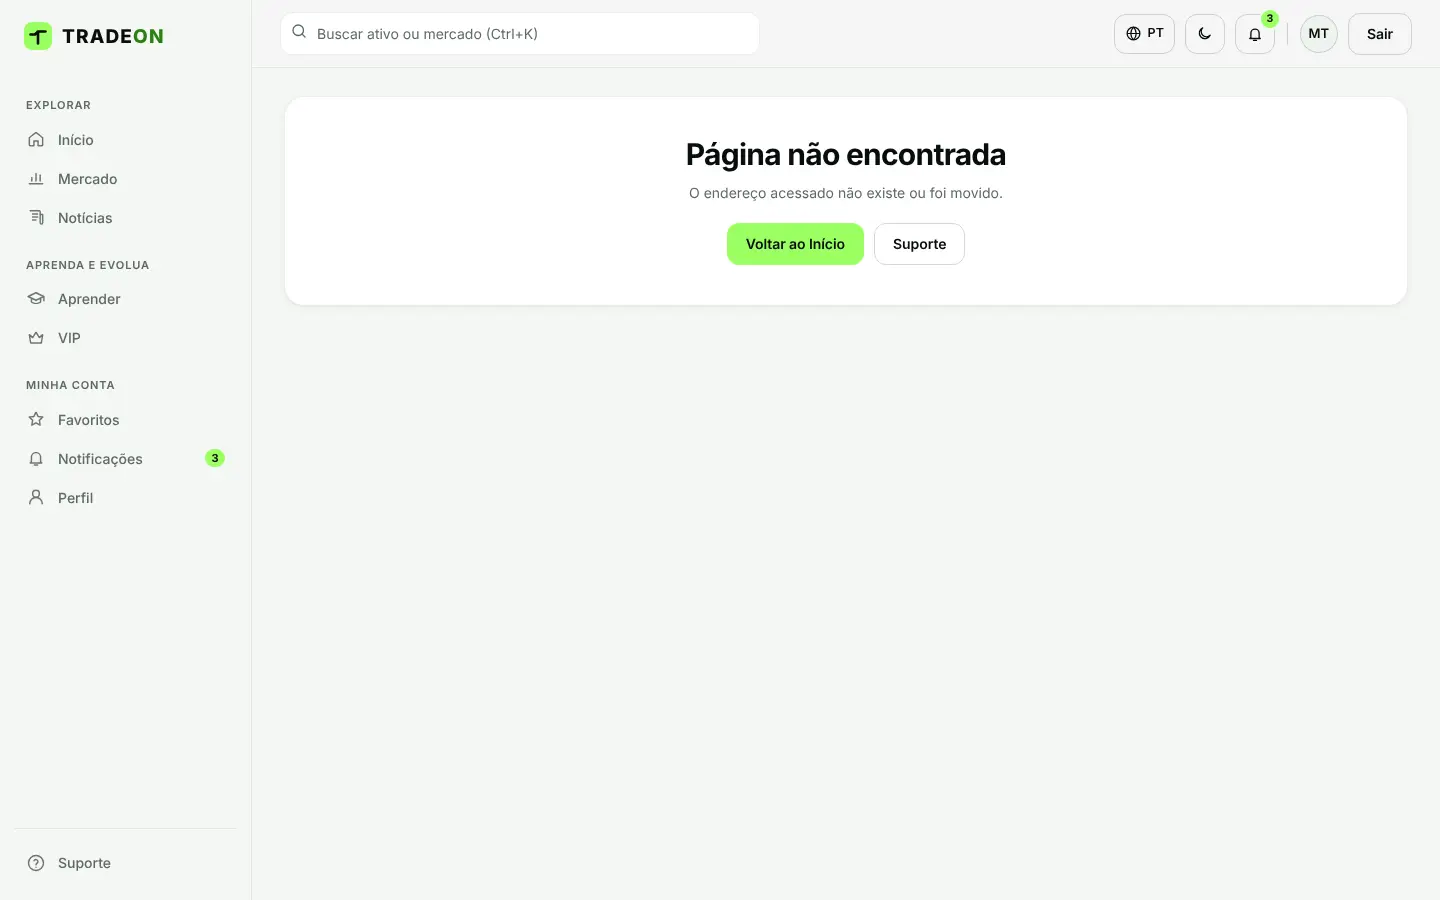 TRADEON
Buscar ativo ou mercado (Ctrl+K)
PT
3
MT
Sair
EXPLORAR
Início
Mercado
Notícias
APRENDA E EVOLUA
Aprender
VIP
MINHA CONTA
Favoritos
Notificações 3
Perfil
Suporte
Página não encontrada
O endereço acessado não existe ou foi movido.
Voltar ao Início
Suporte